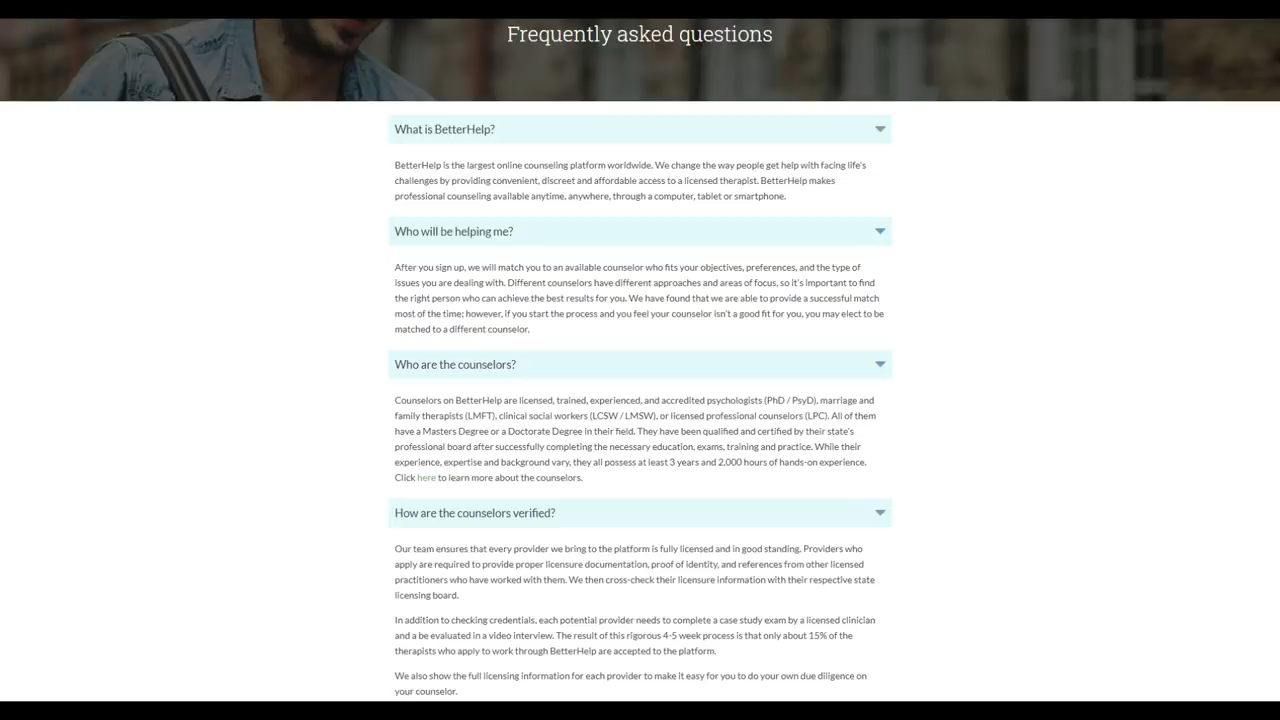 Frequently asked questions
What is BetterHelp?
BetterHelp is the largest online counseling platform worldwide. We change the way people get help with facing life's
challenges by providing convenient, discreet and affordable access to a licensed therapist. BetterHelp makes
professional counseling available anytime, anywhere, through a computer, tablet or smartphone.
Who will be helping me?
After you sign up, we will match you to an available counselor who fits your objectives, preferences, and the type of
issues you are dealing with. Different counselors have different approaches and areas of focus, so it's important to find
the right person who can achieve the best results for you. We have found that we are able to provide a successful match
most of the time; however, if you start the process and you feel your counselor isn't a good fit for you, you may elect to be
matched to a different counselor.
Who are the counselors?
Counselors on BetterHelp are licensed, trained, experienced, and accredited psychologists (PhD / PsyD), marriage and
family therapists (LMFT), clinical social workers (LCSW / LMSW), or licensed professional counselors (LPC). All of them
have a Masters Degree or a Doctorate Degree in their field. They have been qualified and certified by their state's
professional board after successfully completing the necessary education, exams, training and practice. While their
experience, expertise and background vary, they all possess at least 3 years and 2,000 hours of hands-on experience.
Click here to learn more about the counselors.
How are the counselors verified?
Our team ensures that every provider we bring to the platform is fully licensed and in good standing. Providers who
apply are required to provide proper licensure documentation, proof of identity, and references from other licensed
practitioners who have worked with them. We then cross-check their licensure information with their respective state
licensing board.
In addition to checking credentials, each potential provider needs to complete a case study exam by a licensed clinician
and a be evaluated in a video interview. The result of this rigorous 4-5 week process is that only about 15% of the
therapists who apply to work through BetterHelp are accepted to the platform.
We also show the full licensing information for each provider to make it easy for you to do your own due diligence on
your counselor.